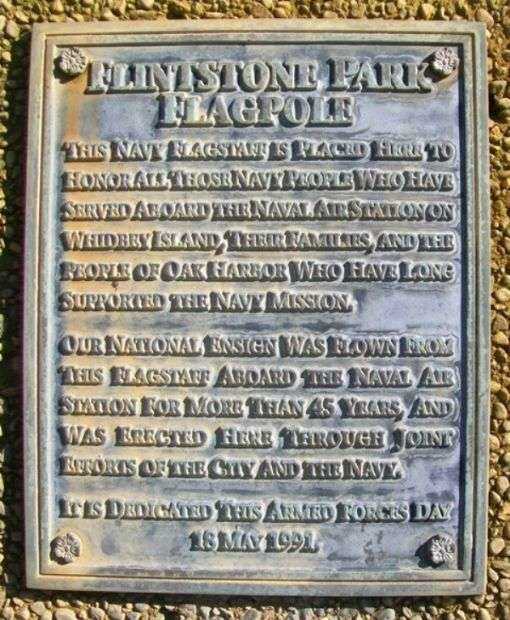 FLINTSTONE PARK
FLAGPOLE
THIS NAVY FLAGSTAFF IS PLACED HERE TO
HONOR ALL THOSE NAVY PEOPLE WHO HAVE
SERVED ABOARD THE NAVAL AIR STATION ON
WHIDBEY ISLAND, THEIR FAMILIES, AND THE
PEOPLE OF OAK HARBOR WHO HAVE LONG
SUPPORTED THE NAVY MISSION.
OUR NATIONAL ENSIGN WAS FLOWN FROM
THIS FLAGSTAFF ABOARD THE NAVAL AIR
STATION FOR MORE THAN 45 YEARS, AND
WAS ERECTED HERE THROUGH JOINT
EFFORTS OF THE CITY AND THE NAVY.
IT IS DEDICATED THIS ARMED FORCES DAY
18 MAY 1991.